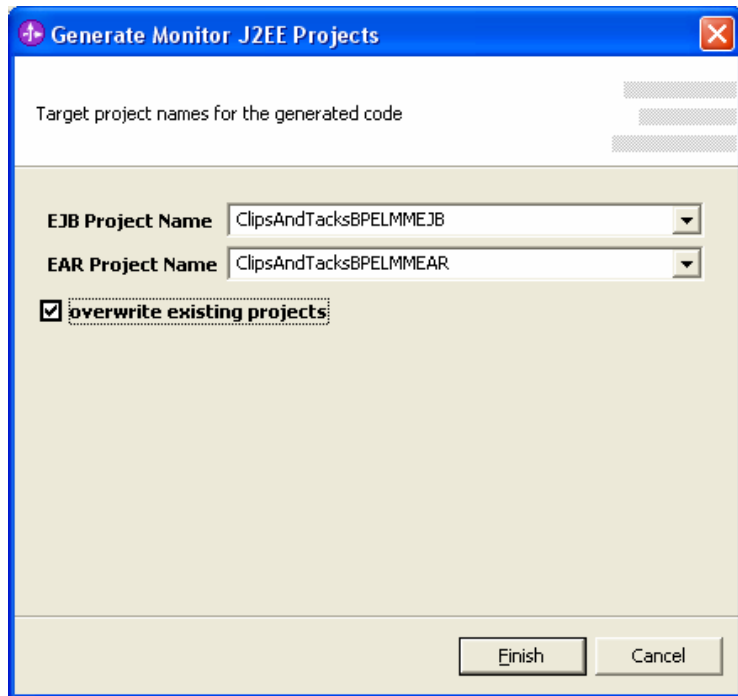 Generate Monitor J2EE Projects
Target project names for the generated code
EJB Project Name ClipsAndTacksBPELMMEJB
EAR Project Name ClipsAndTacksBPELMMEAR
overwrite existing projects
Finish Cancel